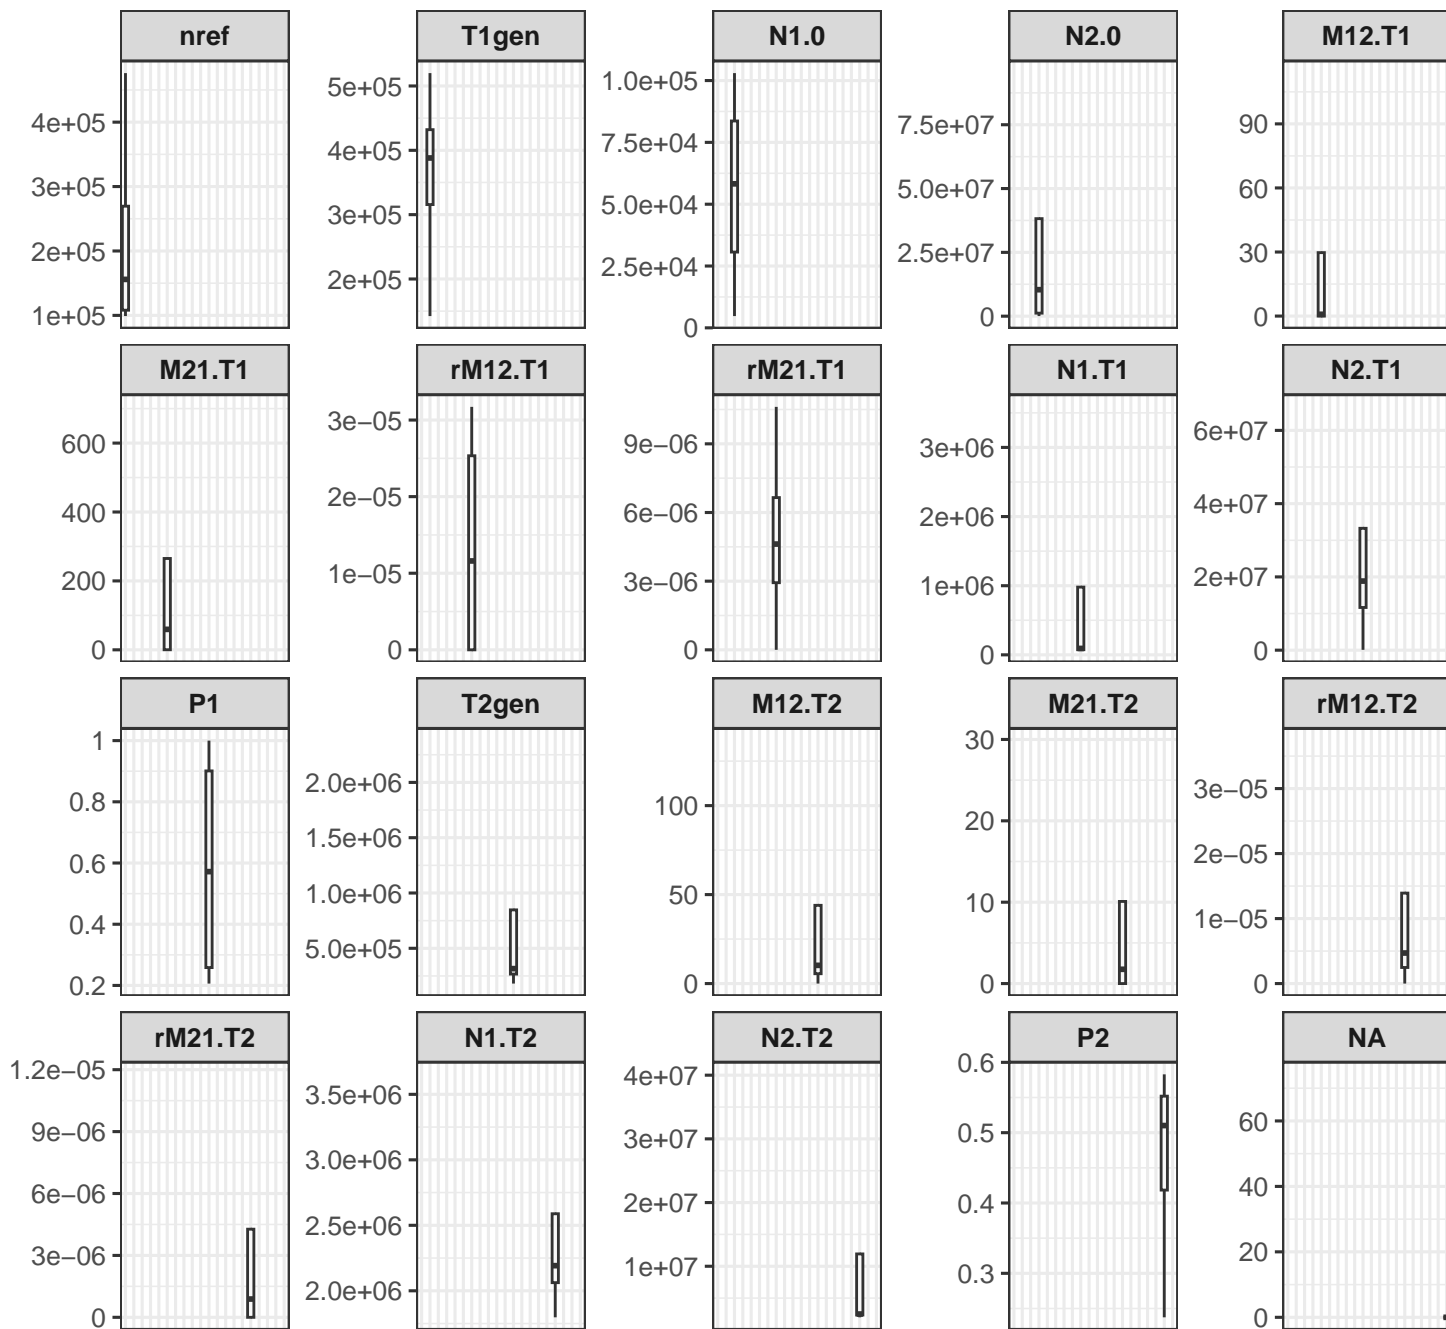 nref T1gen N1.0 N2.0 M12.T1
4e+05 5e+05 1.0e+05 7.5e+07 90
3e+05 4e+05 7.5e+04 5.0e+07 60
2e+05 3e+05 5.0e+04 2.5e+07 30
1e+05 2e+05 2.5e+04 0 0
0
M21.T1 rM12.T1 rM21.T1 N1.T1 N2.T1
600 3e−05 9e−06 3e+06 6e+07
400 2e−05 6e−06 2e+06 4e+07
200 1e−05 3e−06 1e+06 2e+07
0 0 0 0 0
P1 T2gen M12.T2 M21.T2 rM12.T2
1 2.0e+06 100 30 3e−05
0.8 1.5e+06 50 20 2e−05
0.6 1.0e+06 0 10 1e−05
0.4 5.0e+05 0 0
0.2
rM21.T2 N1.T2 N2.T2 P2 NA
1.2e−05 3.5e+06 4e+07 0.6 60
9e−06 3.0e+06 3e+07 0.5 40
6e−06 2.5e+06 2e+07 0.4 20
3e−06 2.0e+06 1e+07 0.3 0
0